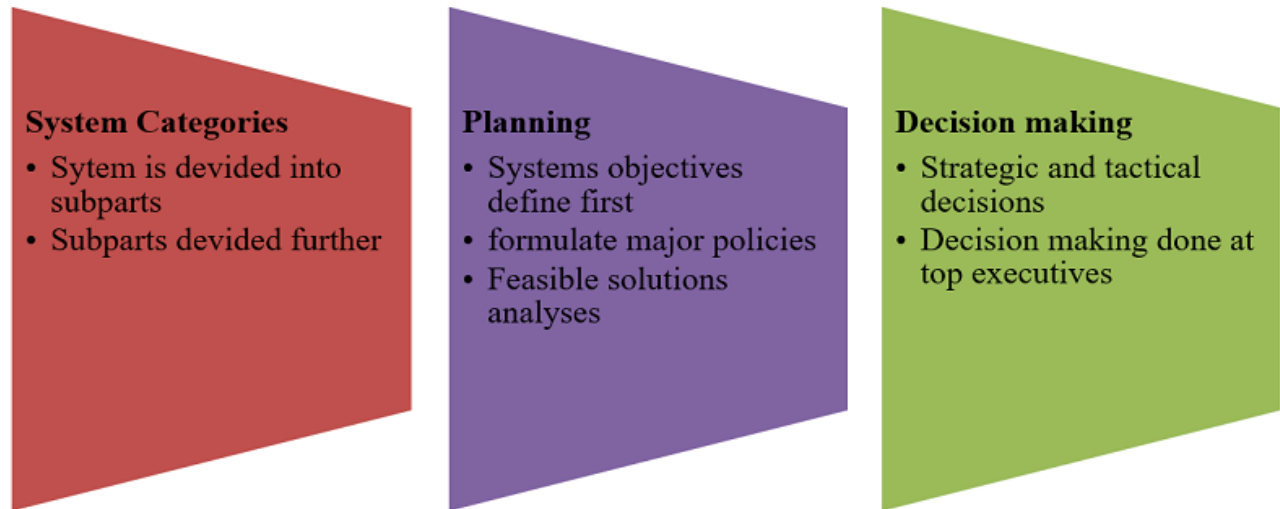 System Categories
• Sytem is devided into
subparts
• Subparts devided further
Planning
• Systems objectives
define first
• formulate major policies
• Feasible solutions
analyses
Decision making
• Strategic and tactical
decisions
• Decision making done at
top executives